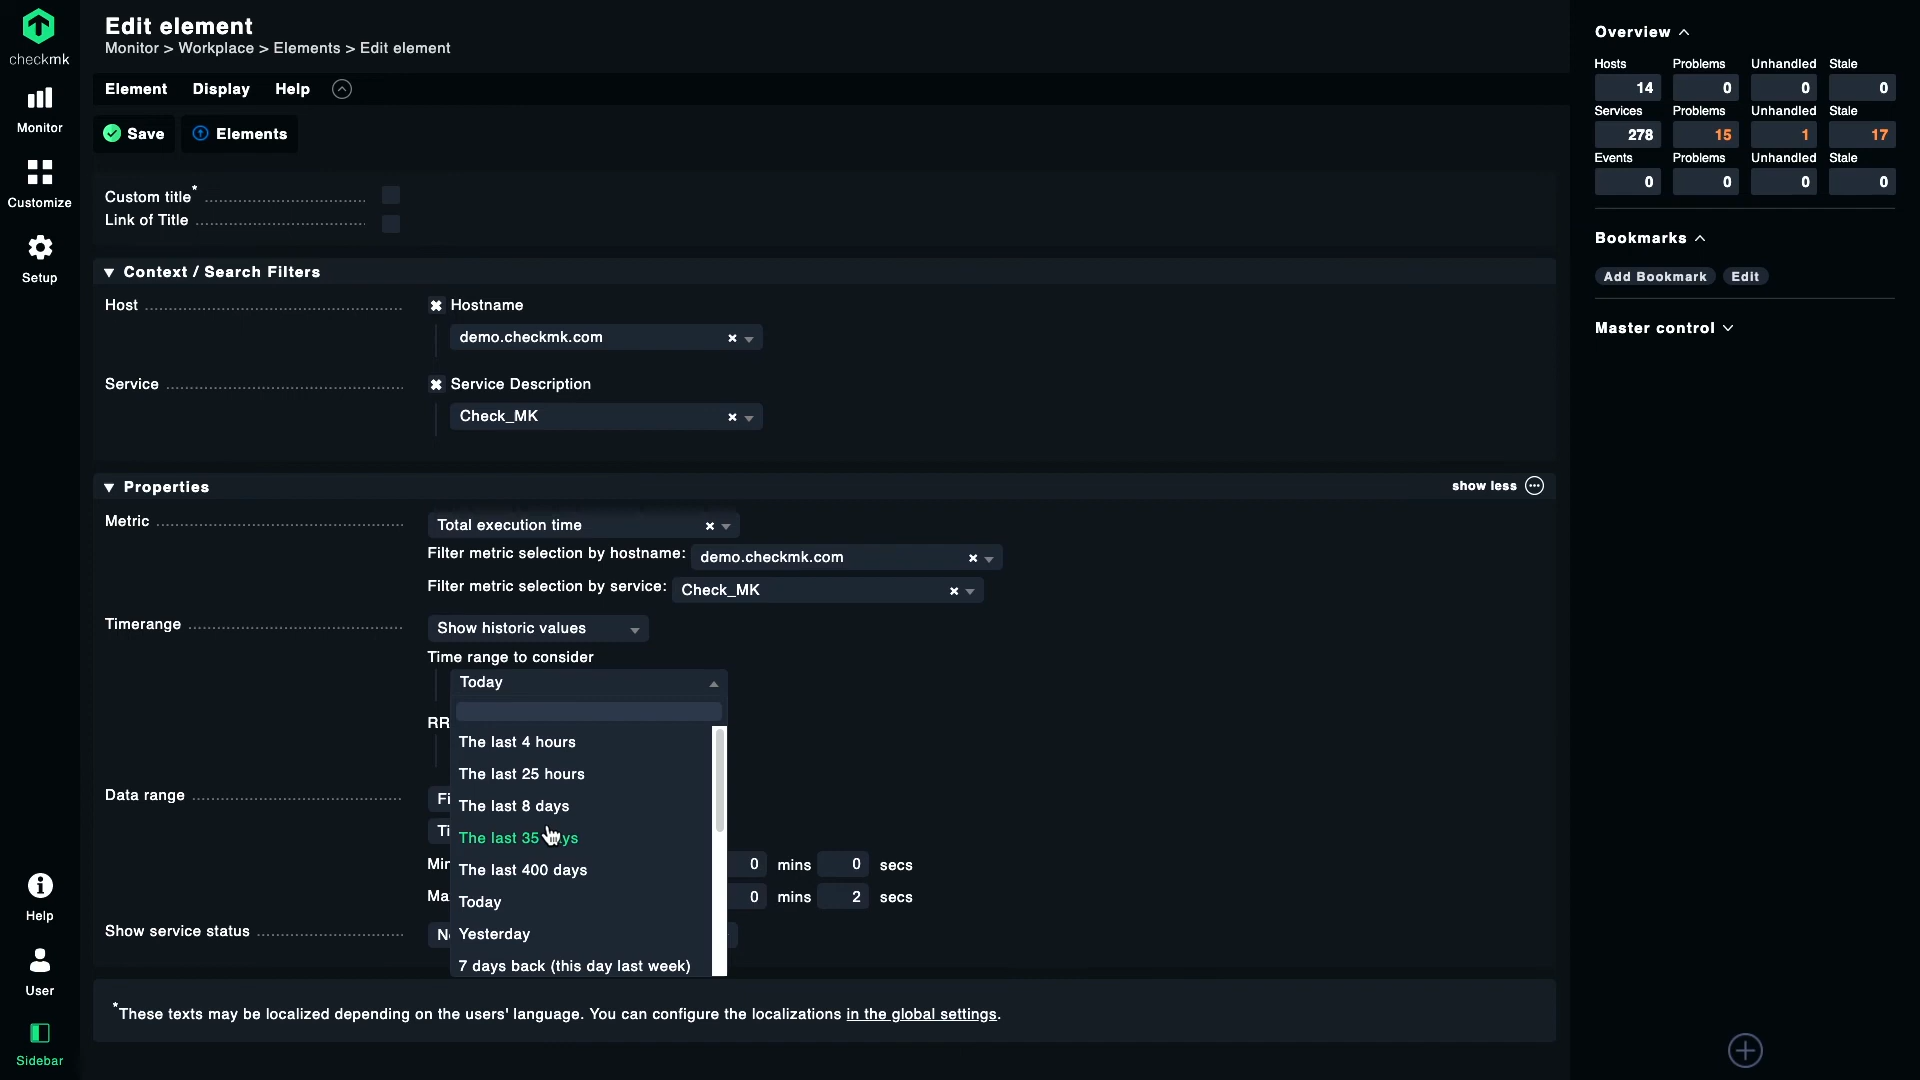 Edit element
Monitor > Workplace > Elements > Edit element
Element Display Help
Save Elements
Custom title*
Link of Title
Context / Search Filters
Host Hostname
demo.checkmk.com
Service Service Description
Check_MK
Properties show less
Metric Total execution time
Filter metric selection by hostname: demo.checkmk.com
Filter metric selection by service: Check_MK
Timerange Show historic values
Time range to consider
Today
The last 4 hours
The last 25 hours
The last 8 days
The last 35
The last 400 days
Today
Yesterday
7 days back (this day last week)
Data range
0 mins 0 secs
0 mins 2 secs
Show service status
*These texts may be localized depending on the users' language. You can configure the localizations in the global settings.
checkmk
Monitor
Customize
Setup
Help
User
Sidebar
Overview
Hosts Problems Unhandled Stale
14 0 0 0
Services Problems Unhandled Stale
278 15 1 17
Events Problems Unhandled Stale
0 0 0 0
Bookmarks
Add Bookmark Edit
Master control